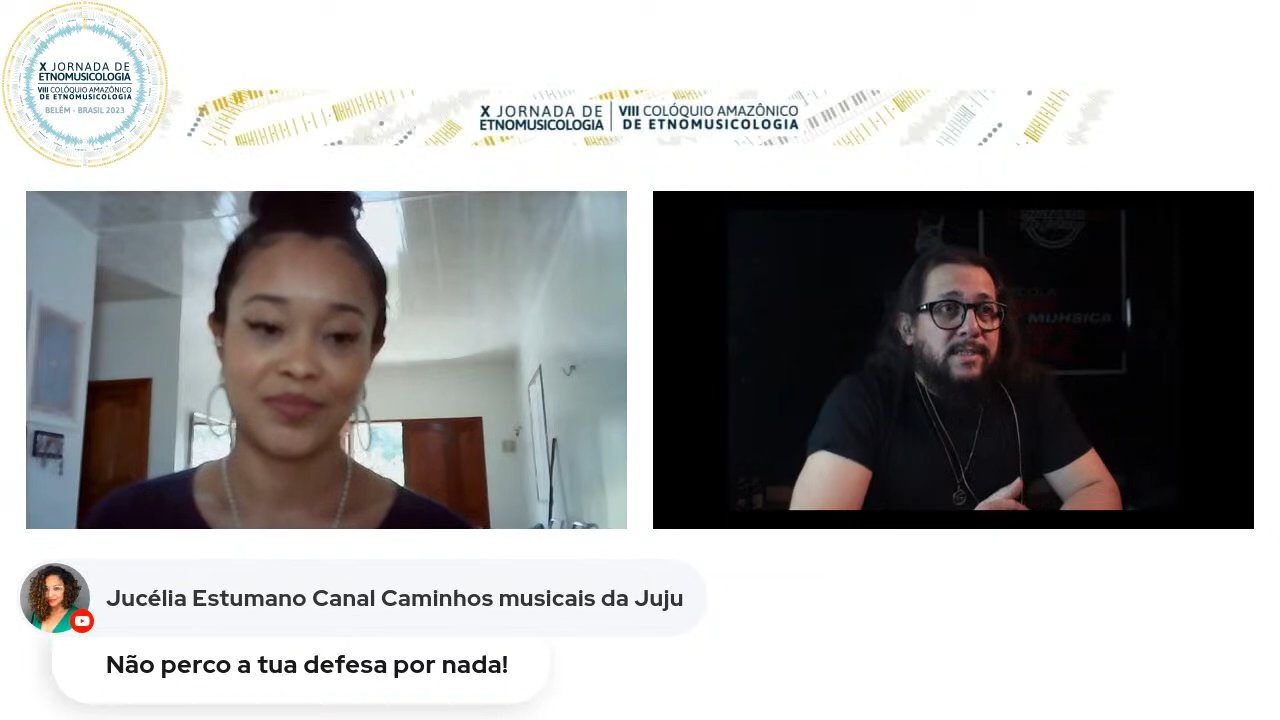 X JORNADA DE
ETNOMUSICOLOGIA
VIII COLÓQUIO AMAZÔNICO
DE ETNOMUSICOLOGIA
BELÉM - BRASIL 2023
X JORNADA DE
ETNOMUSICOLOGIA
VIII COLÓQUIO AMAZÔNICO
DE ETNOMUSICOLOGIA
MUHSICA
Jucélia Estumano Canal Caminhos musicais da Juju
Não perco a tua defesa por nada!